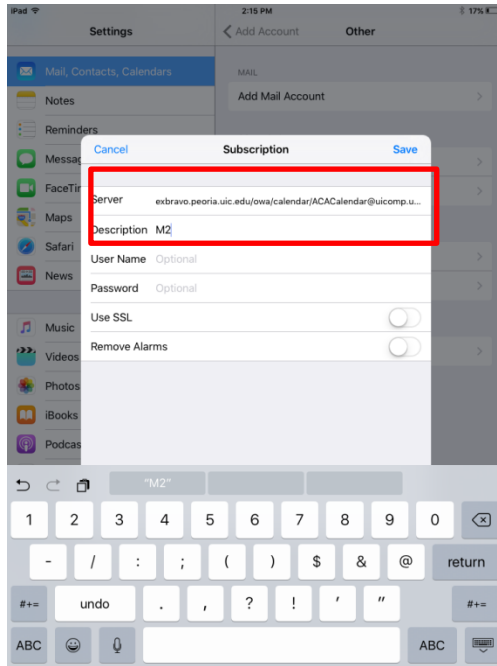 iPad 2:15 PM 17%
Settings
Add Account Other
Mail, Contacts, Calendars
MAIL
Notes
Add Mail Account
Reminders
Cancel Subscription Save
Messag
FaceTir
Server exbravo.peoria.uic.edu/owa/calendar/ACACalendar@uicomp.u...
Maps
Description M2
Safari
User Name Optional
News
Password Optional
Use SSL
Music
Remove Alarms
Videos
Photos
iBooks
Podcas
"M2"
1 2 3 4 5 6 7 8 9 0
- / : ; ( ) $ & @ return
#+= undo . , ? ! ' " #+=
ABC ABC